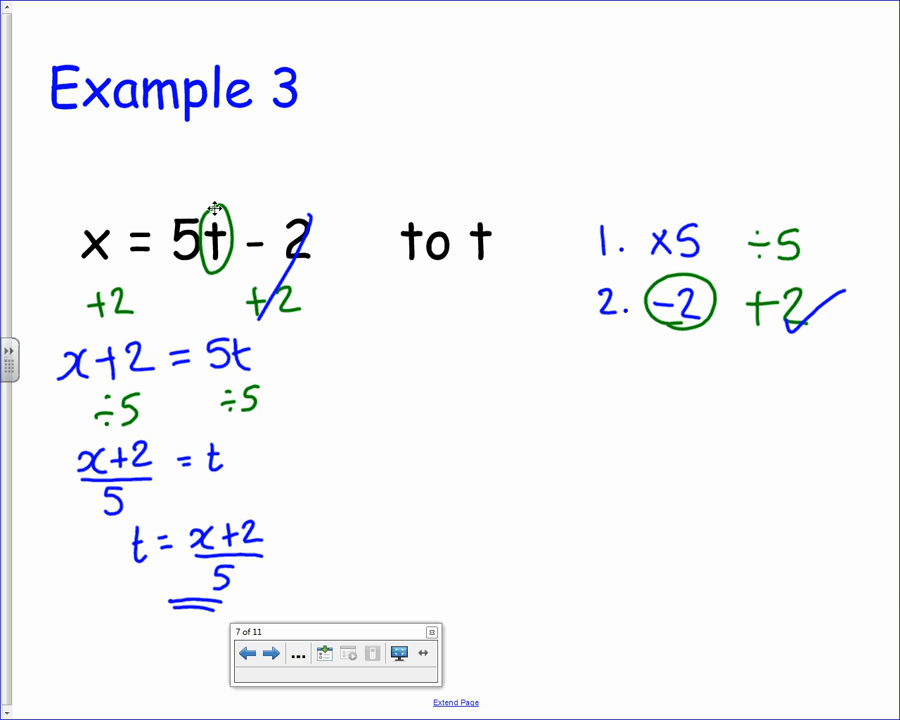 Example 3
x = 5t - 2 to t
1. ×5 ÷5
+2 +2
2. -2 +2
x+2 = 5t
÷5 ÷5
x+2
5
= t
t = x+2
5
7 of 11
...
Extend Page